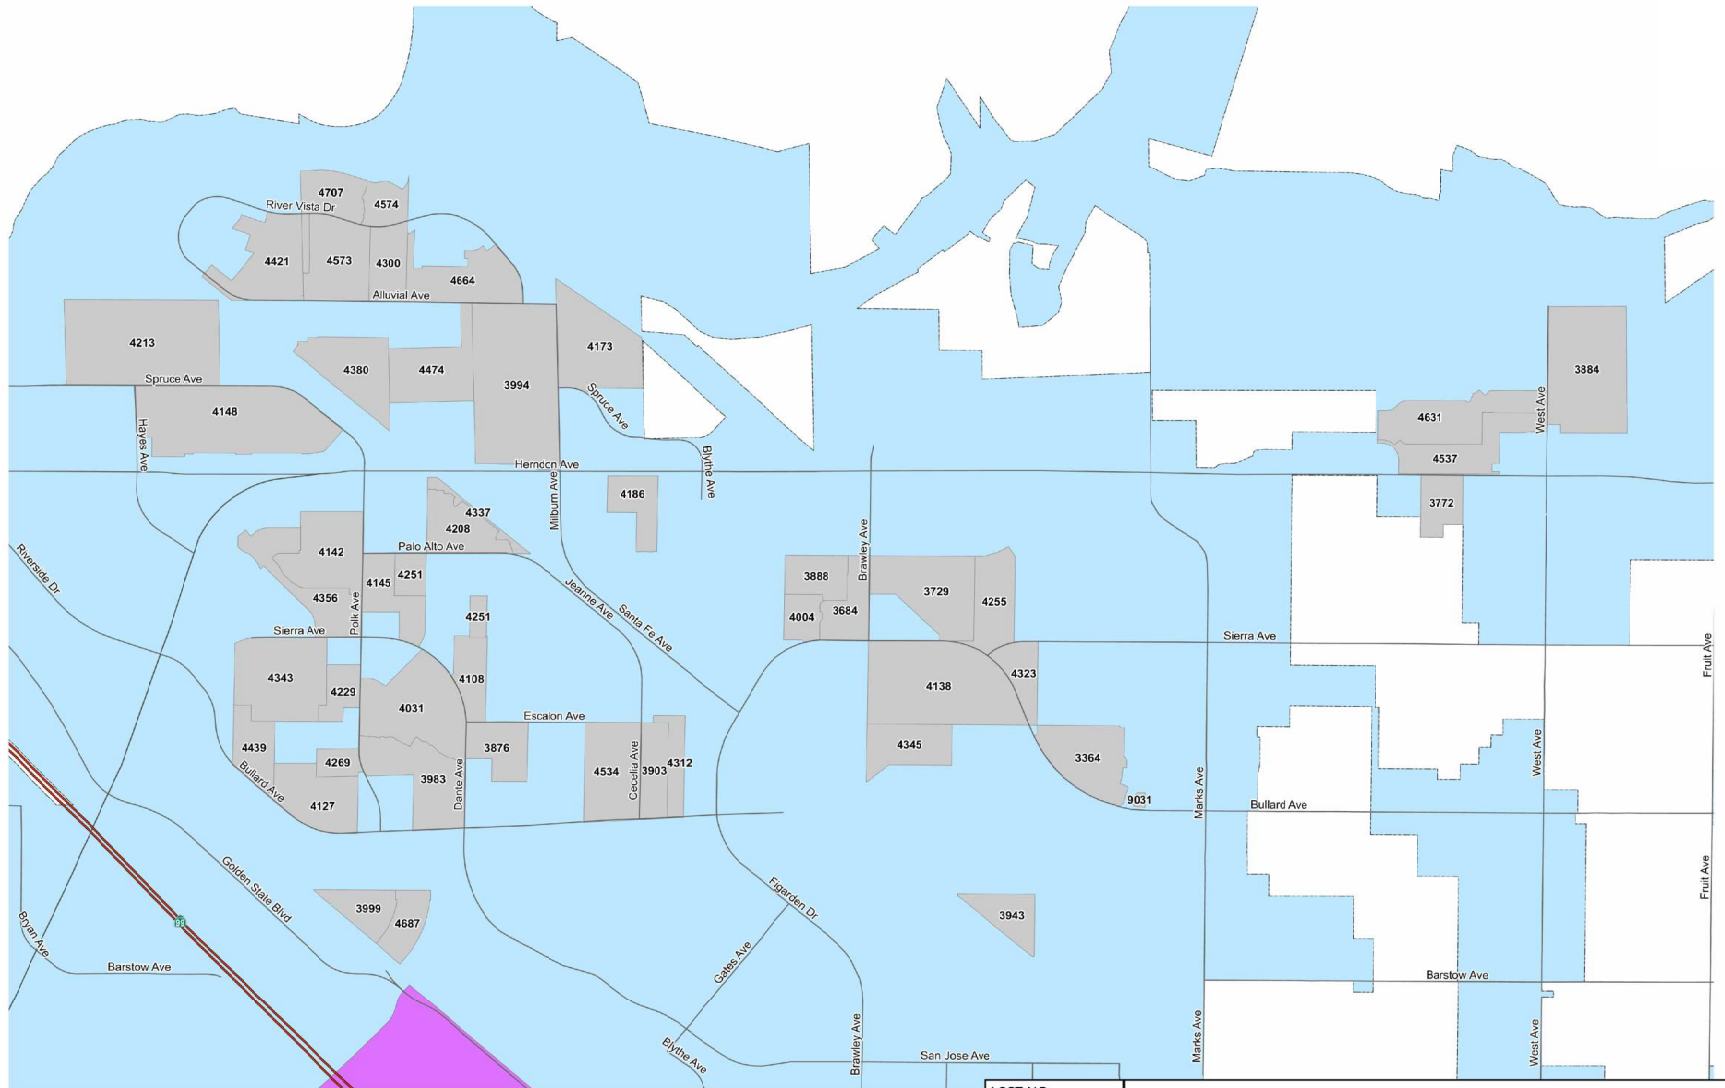 4707
4574
River Vista Dr
4421
4573
4300
4664
Alluvial Ave
4213
4173
4380
4474
3994
3884
Spruce Ave
4148
Spruce Ave
Hayes Ave
4631
West Ave
4537
Herndon Ave
Blythe Ave
Milburn Ave
4186
3772
4337
4208
Palo Alto Ave
4142
Brawley Ave
Riverside Dr
4145
4251
4356
Polk Ave
Jeanne Ave
Santa Fe Ave
4251
3888
3729
4004
3684
4255
Sierra Ave
Sierra Ave
Fruit Ave
4343
4229
4108
4031
4138
4323
Escalon Ave
4439
3876
4345
3364
4269
Bullard Ave
3983
Dante Ave
4534
Cecelia Ave
3903
4312
West Ave
Marks Ave
9031
4127
Bullard Ave
Golden State Blvd
Figarden Dr
Fruit Ave
3999
4687
3943
99
Bryan Ave
Barstow Ave
Gates Ave
Barstow Ave
Blythe Ave
Brawley Ave
San Jose Ave
Marks Ave
West Ave